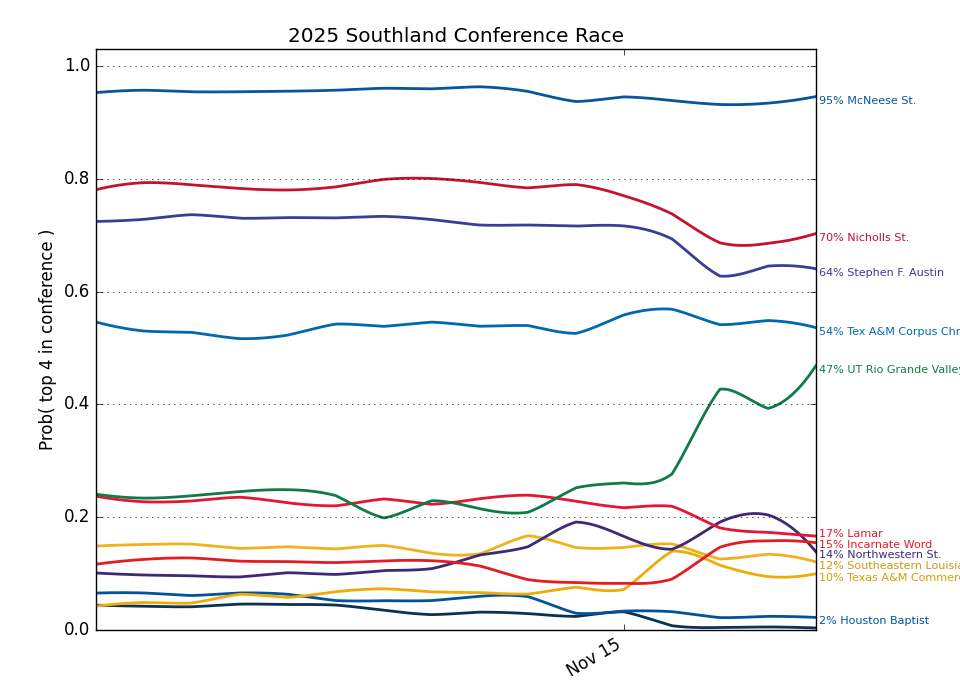 2025 Southland Conference Race
Prob( top 4 in conference )
1.0
0.8
0.6
0.4
0.2
0.0
Nov 15
95% McNeese St.
70% Nicholls St.
64% Stephen F. Austin
54% Tex A&M Corpus Chr
47% UT Rio Grande Valley
17% Lamar
15% Incarnate Word
14% Northwestern St.
12% Southeastern Louisia
10% Texas A&M Commerc
2% Houston Baptist